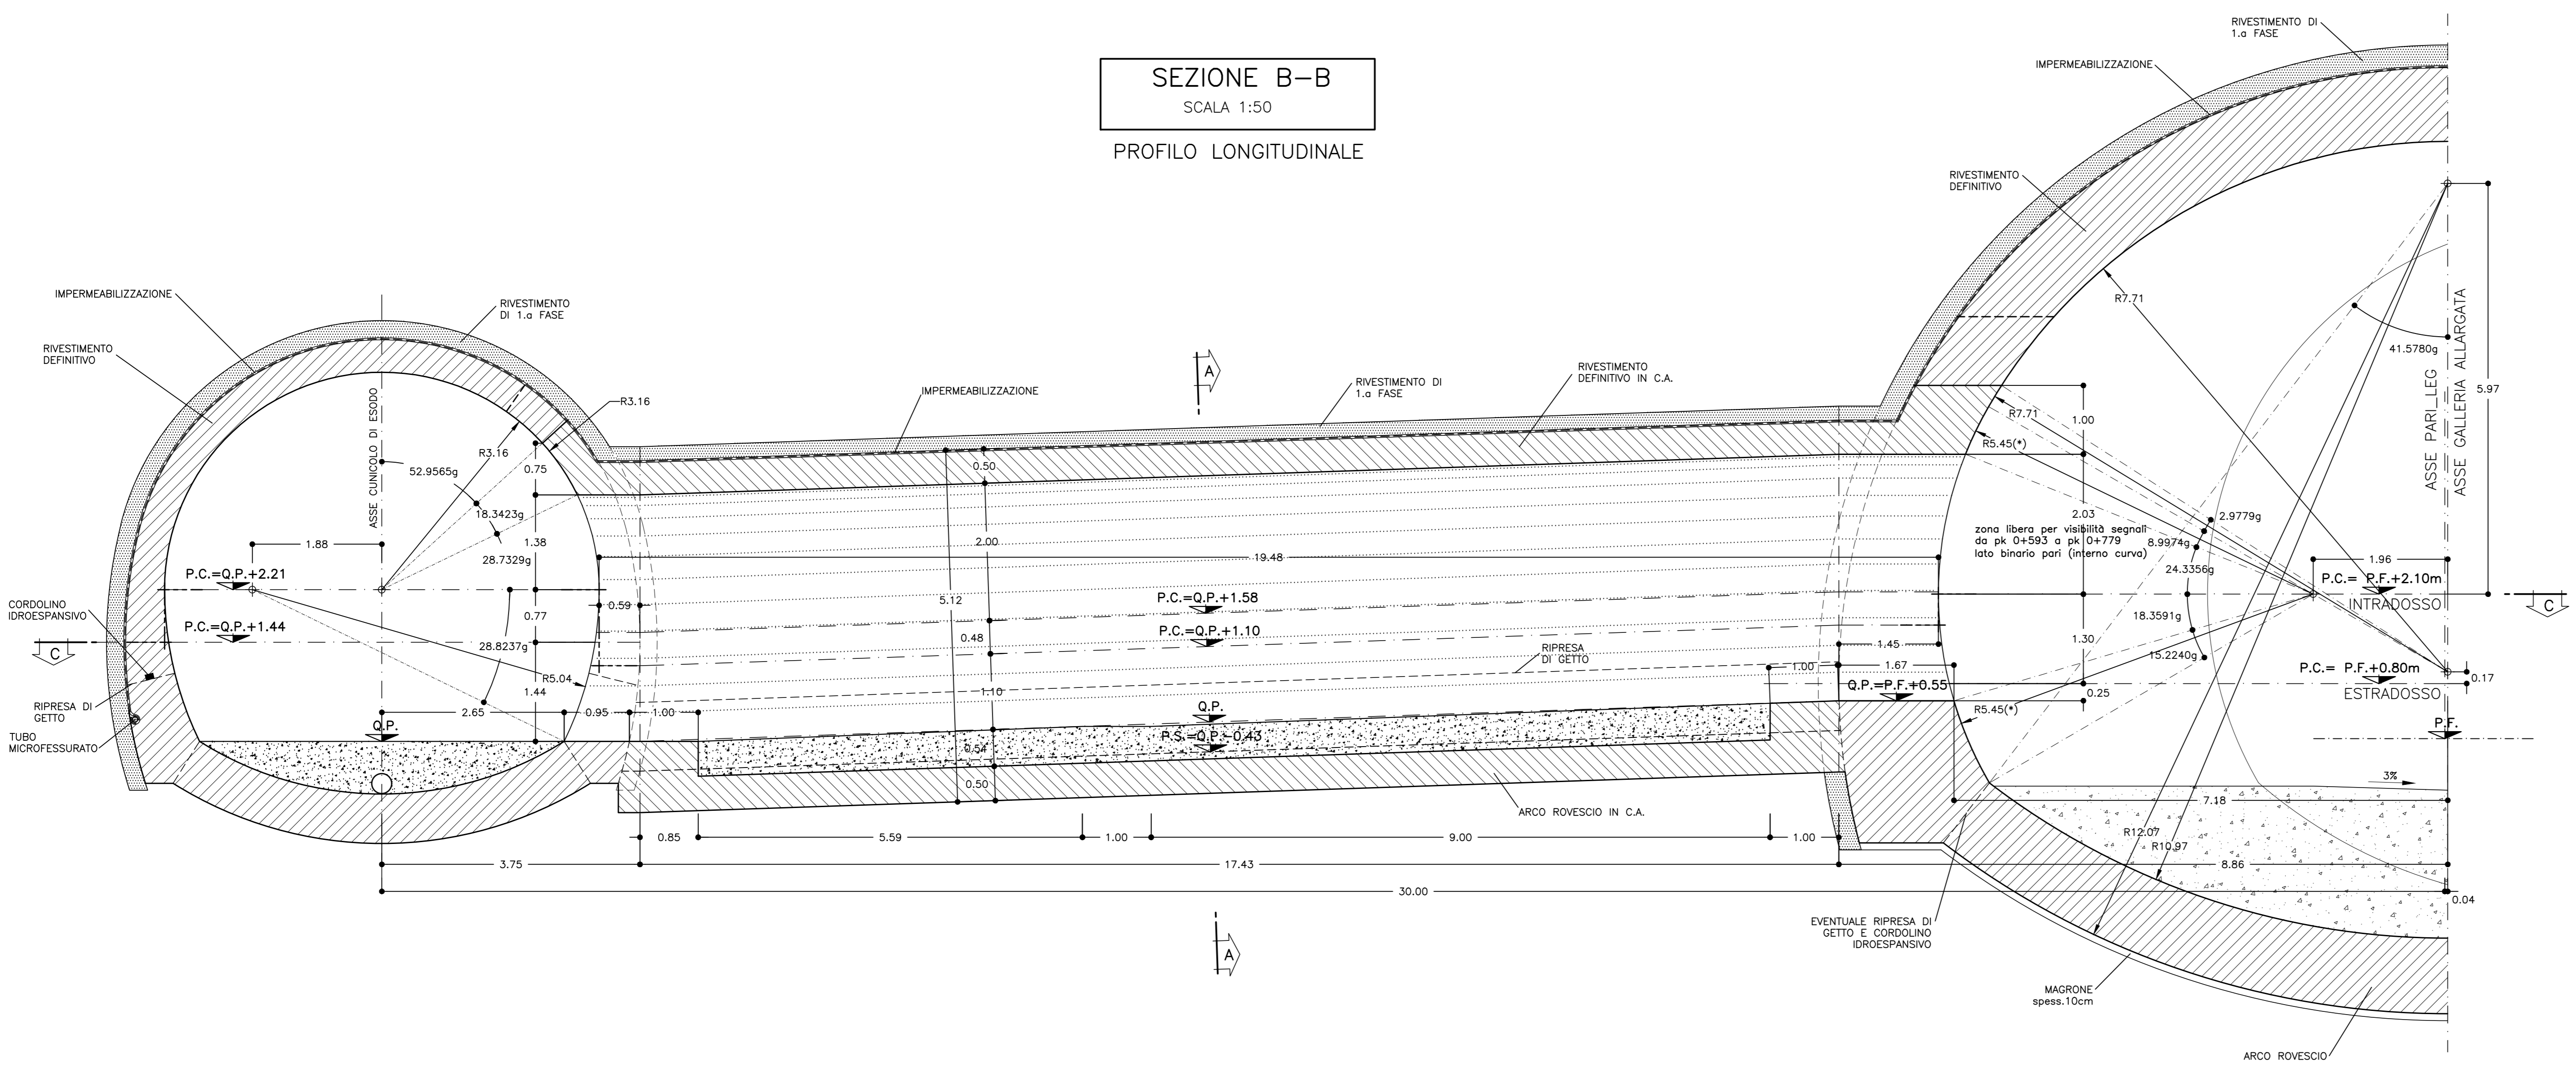 SEZIONE B-B
SCALA 1:50
PROFILO LONGITUDINALE
RIVESTIMENTO DI
1.a FASE
IMPERMEABILIZZAZIONE
RIVESTIMENTO
DEFINITIVO
IMPERMEABILIZZAZIONE
RIVESTIMENTO
DI 1.a FASE
RIVESTIMENTO
DEFINITIVO
ASSE CUNICOLO DI ESODO
R3.16
R3.16
52.9565g
18.3423g
28.7329g
28.8237g
0.75
1.38
0.77
1.44
1.88
P.C.=Q.P.+2.21
P.C.=Q.P.+1.44
CORDOLINO
IDROESPANSIVO
C
RIPRESA DI
GETTO
TUBO
MICROFESSURATO
R5.04
Q.P.
2.65
0.95
1.00
0.59
A
IMPERMEABILIZZAZIONE
RIVESTIMENTO DI
1.a FASE
RIVESTIMENTO
DEFINITIVO IN C.A.
0.50
2.00
19.48
5.12
0.48
1.10
0.54
0.50
P.C.=Q.P.+1.58
P.C.=Q.P.+1.10
RIPRESA
DI GETTO
Q.P.
P.S.=Q.P.-0.43
ARCO ROVESCIO IN C.A.
0.85
5.59
1.00
9.00
1.00
3.75
17.43
8.86
30.00
0.04
A
R7.71
41.5780g
ASSE PARI_LEG
ASSE GALLERIA ALLARGATA
5.97
R7.71
R5.45(*)
1.00
2.03
zona libera per visibilità segnali
da pk 0+593 a pk 0+779
lato binario pari (interno curva)
2.9779g
8.9974g
24.3356g
18.3591g
15.2240g
1.96
P.C.= P.F.+2.10m
INTRADOSSO
C
1.30
1.45
1.00
1.67
Q.P.=P.F.+0.55
P.C.= P.F.+0.80m
ESTRADOSSO
0.17
0.25
R5.45(*)
P.F.
3%
7.18
R12.07
R10.97
EVENTUALE RIPRESA DI
GETTO E CORDOLINO
IDROESPANSIVO
MAGRONE
spess.10cm
ARCO ROVESCIO